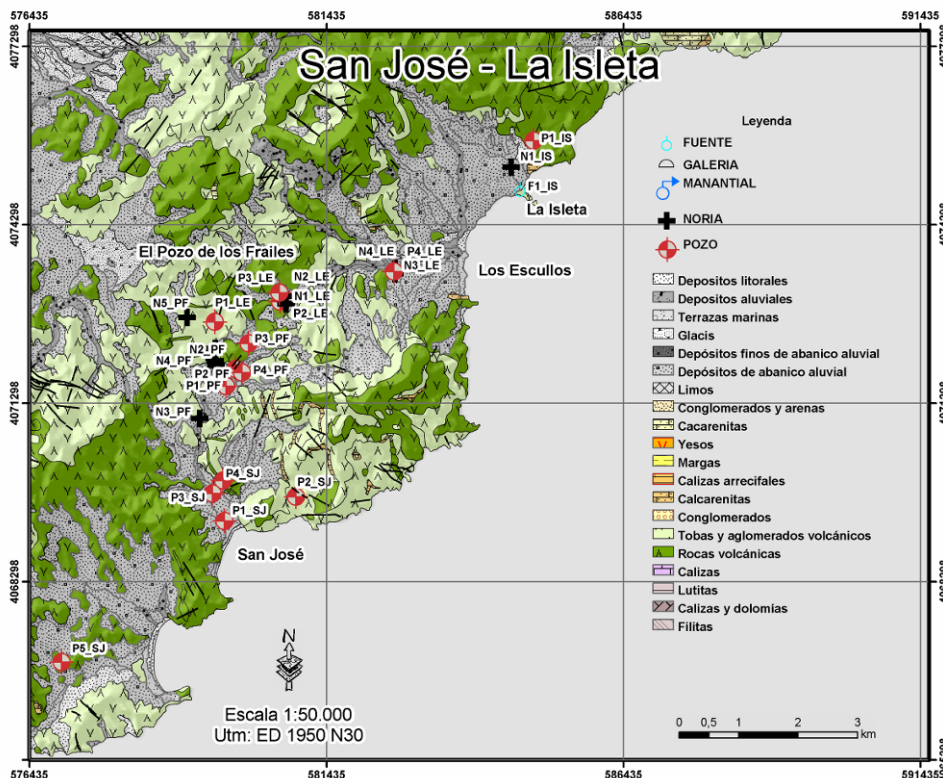 576435 581435 586435 591435
4077298 4077298
San José - La Isleta
Leyenda
P1_IS
FUENTE
N1_IS
GALERIA
MANANTIAL
F1_IS
La Isleta
NORIA
4074298 4074298
POZO
El Pozo de los Frailes
N4_LE P4_LE
N3_LE
Los Escullos
P3_LE N2_LE
N1_LE
P2_LE
N5_PF P1_LE
Depositos litorales
Depositos aluviales
Terrazas marinas
Glacis
Depósitos finos de abanico aluvial
Depósitos de abanico aluvial
Limos
Conglomerados y arenas
Cacarenitas
Yesos
Margas
Calizas arrecifales
Calcarenitas
Conglomerados
Tobas y aglomerados volcánicos
Rocas volcánicas
Calizas
Lutitas
Calizas y dolomías
Filitas
P3_PF
N2_PF
N4_PF
P2_PF P4_PF
P1_PF
4071298 4071298
N3_PF
P4_SJ
P3_SJ P2_SJ
P1_SJ
San José
4068298 4068298
P5_SJ
N
Escala 1:50.000
Utm: ED 1950 N30
0 0,5 1 2 3
km
576435 581435 586435 591435